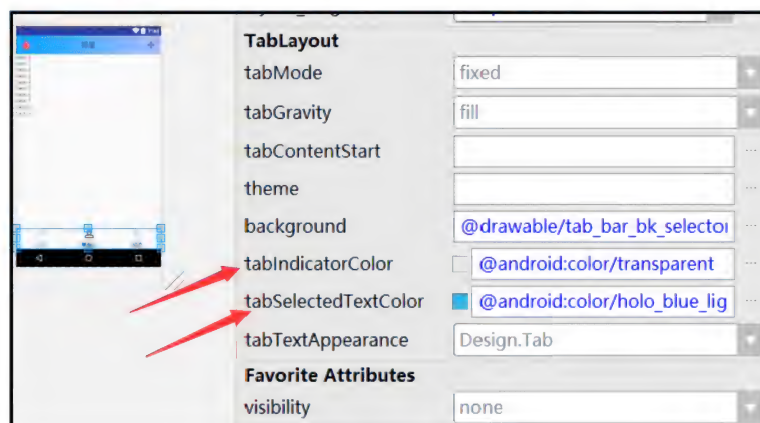 TabLayout
tabMode fixed
tabGravity fill
tabContentStart
theme
background @drawable/tab_bar_bk_selector
tabIndicatorColor @android:color/transparent
tabSelectedTextColor @android:color/holo_blue_lig
tabTextAppearance Design.Tab
Favorite Attributes
visibility none